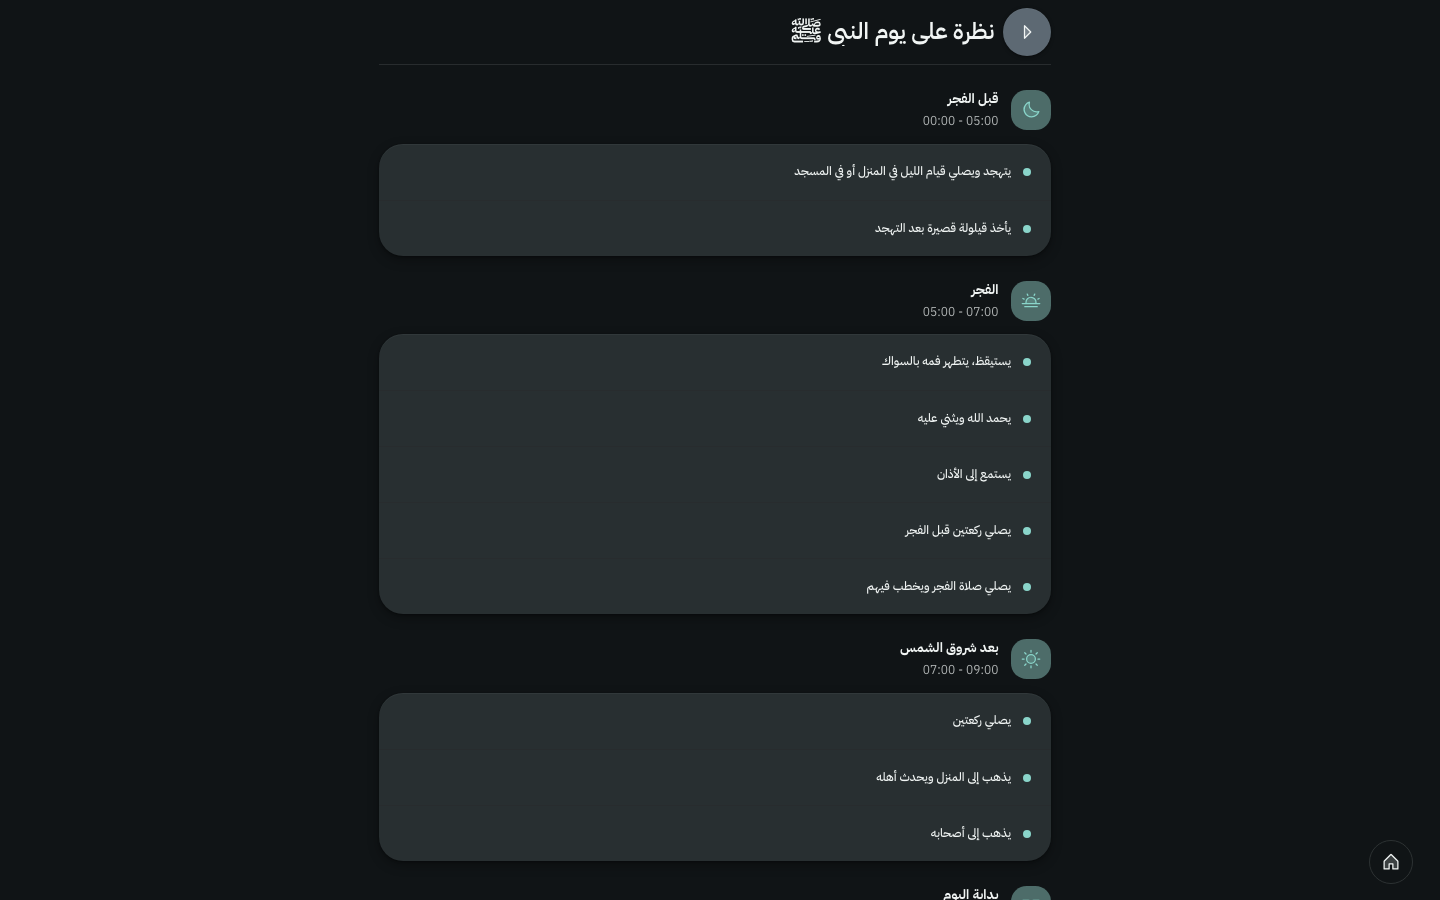 نظرة على يوم النبي ﷺ
قبل الفجر
00:00 - 05:00
يتهجد ويصلي قيام الليل في المنزل أو في المسجد
يأخذ قيلولة قصيرة بعد التهجد
الفجر
05:00 - 07:00
يستيقظ، يتطهر فمه بالسواك
يحمد الله ويثني عليه
يستمع إلى الأذان
يصلي ركعتين قبل الفجر
يصلي صلاة الفجر ويخطب فيهم
بعد شروق الشمس
07:00 - 09:00
يصلي ركعتين
يذهب إلى المنزل ويحدث أهله
يذهب إلى أصحابه
بداية اليوم